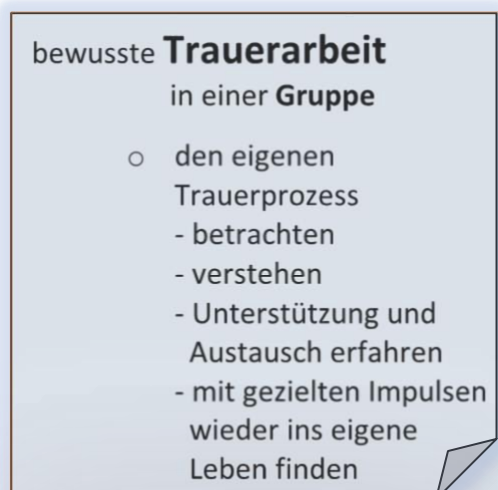 bewusste Trauerarbeit
in einer Gruppe
○ den eigenen
Trauerprozess
- betrachten
- verstehen
- Unterstützung und
Austausch erfahren
- mit gezielten Impulsen
wieder ins eigene
Leben finden